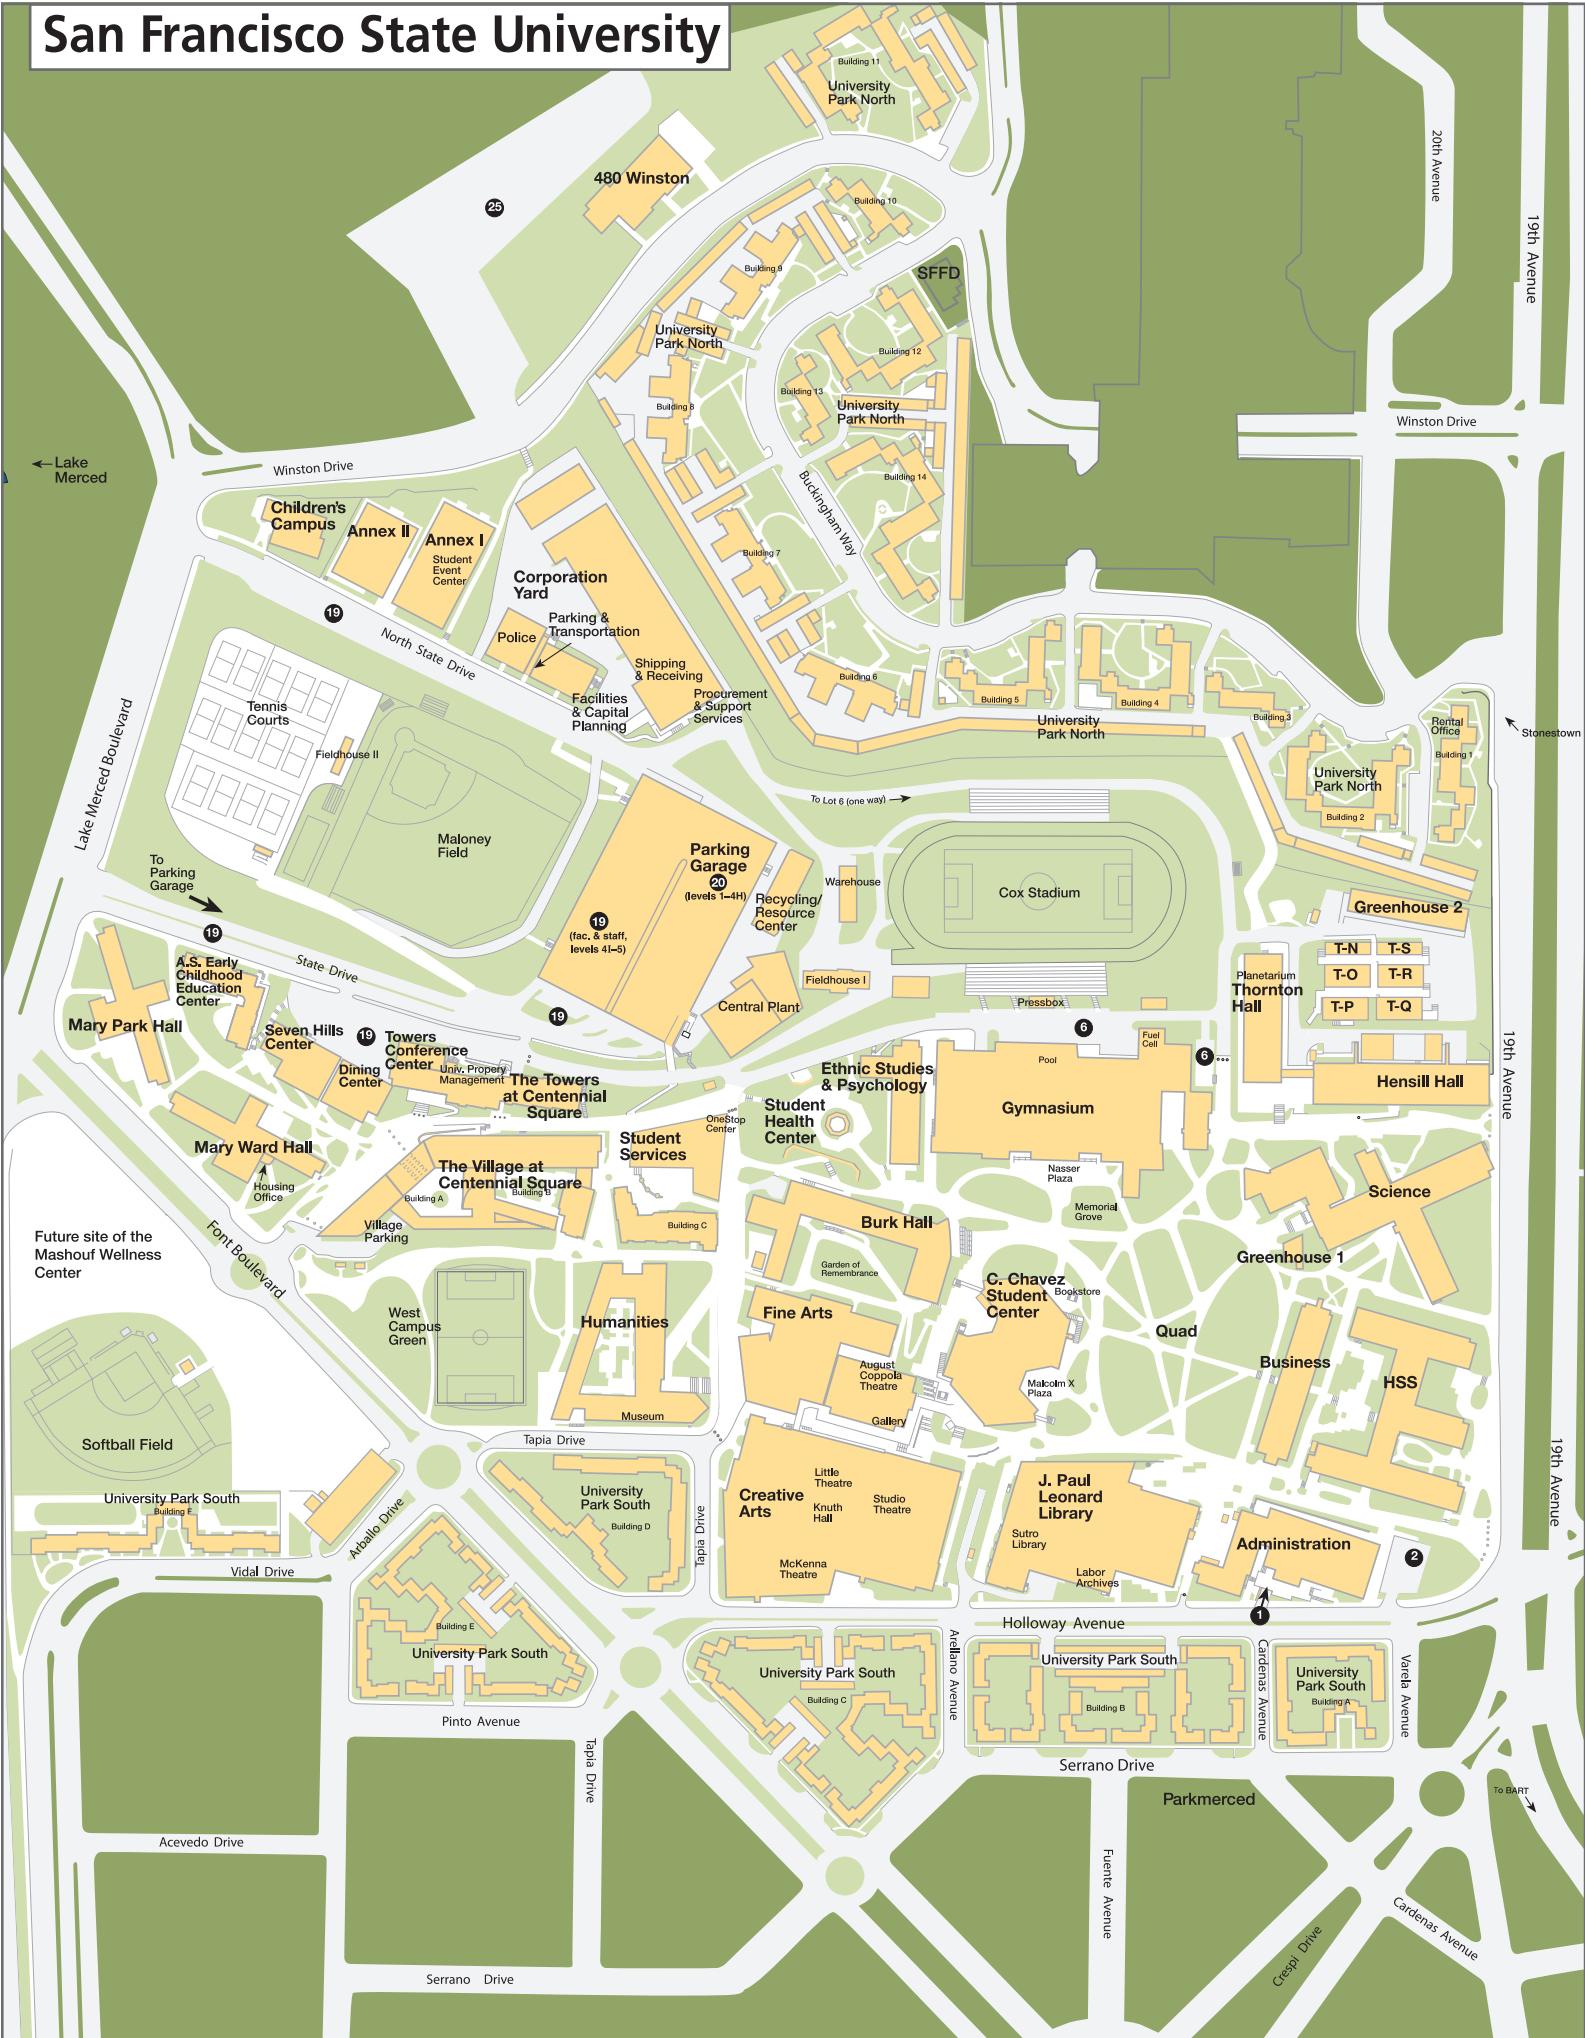 San Francisco State University
Building 11
University
Park North
20th Avenue
480 Winston
25
Building 10
19th Avenue
Building 9
SFFD
University
Park North
Building 12
Building 13
Building 8
University
Park North
Winston Drive
Lake
Merced
Winston Drive
Building 14
Buckingham Way
Children's
Campus
Annex II
Annex I
Student
Event
Center
Building 7
Corporation
Yard
19
Parking &
Transportation
Police
North State Drive
Shipping
& Receiving
Facilities
& Capital
Planning
Procurement
& Support
Services
Building 6
Building 5
Building 4
Building 3
University
Park North
Rental
Office
Building 1
Stonestown
Tennis
Courts
Fieldhouse II
Lake Merced Boulevard
University
Park North
Building 2
To Lot 6 (one way)
Maloney
Field
Parking
Garage
20
(levels 1–4H)
To
Parking
Garage
Warehouse
Cox Stadium
Recycling/
Resource
Center
Greenhouse 2
19
(fac. & staff,
levels 4I–5)
19
T-N
T-S
T-O
T-R
T-P
T-Q
State Drive
A.S. Early
Childhood
Education
Center
Planetarium
Thornton
Hall
Fieldhouse I
Central Plant
Pressbox
Mary Park Hall
19
Seven Hills
Center
19
Towers
Conference
Center
6
Fuel
Cell
6
Pool
19th Avenue
Dining
Center
Univ. Propery
Management
The Towers
at Centennial
Square
Ethnic Studies
& Psychology
Hensill Hall
Gymnasium
Student
Health
Center
OneStop
Center
Student
Services
Mary Ward Hall
Housing
Office
The Village at
Centennial Square
Building A
Building B
Nasser
Plaza
Science
Memorial
Grove
Village
Parking
Building C
Burk Hall
Future site of the
Mashouf Wellness
Center
Font Boulevard
Garden of
Remembrance
Greenhouse 1
C. Chavez
Student
Center
Bookstore
West
Campus
Green
Humanities
Fine Arts
Quad
Business
August
Coppola
Theatre
Malcolm X
Plaza
HSS
Museum
Gallery
Softball Field
Tapia Drive
19th Avenue
Little
Theatre
Creative
Arts
Knuth
Hall
Studio
Theatre
J. Paul
Leonard
Library
University Park South
Building F
University
Park South
Building D
Tapia Drive
Arballo Drive
Sutro
Library
Administration
2
Vidal Drive
McKenna
Theatre
Labor
Archives
1
Holloway Avenue
Building E
University Park South
University Park South
Building C
Arellano Avenue
University Park South
Building B
Cardenas Avenue
University
Park South
Building A
Varela Avenue
Pinto Avenue
Tapia Drive
Serrano Drive
Parkmerced
To BART
Acevedo Drive
Fuente Avenue
Cardenas Avenue
Crespi Drive
Serrano Drive